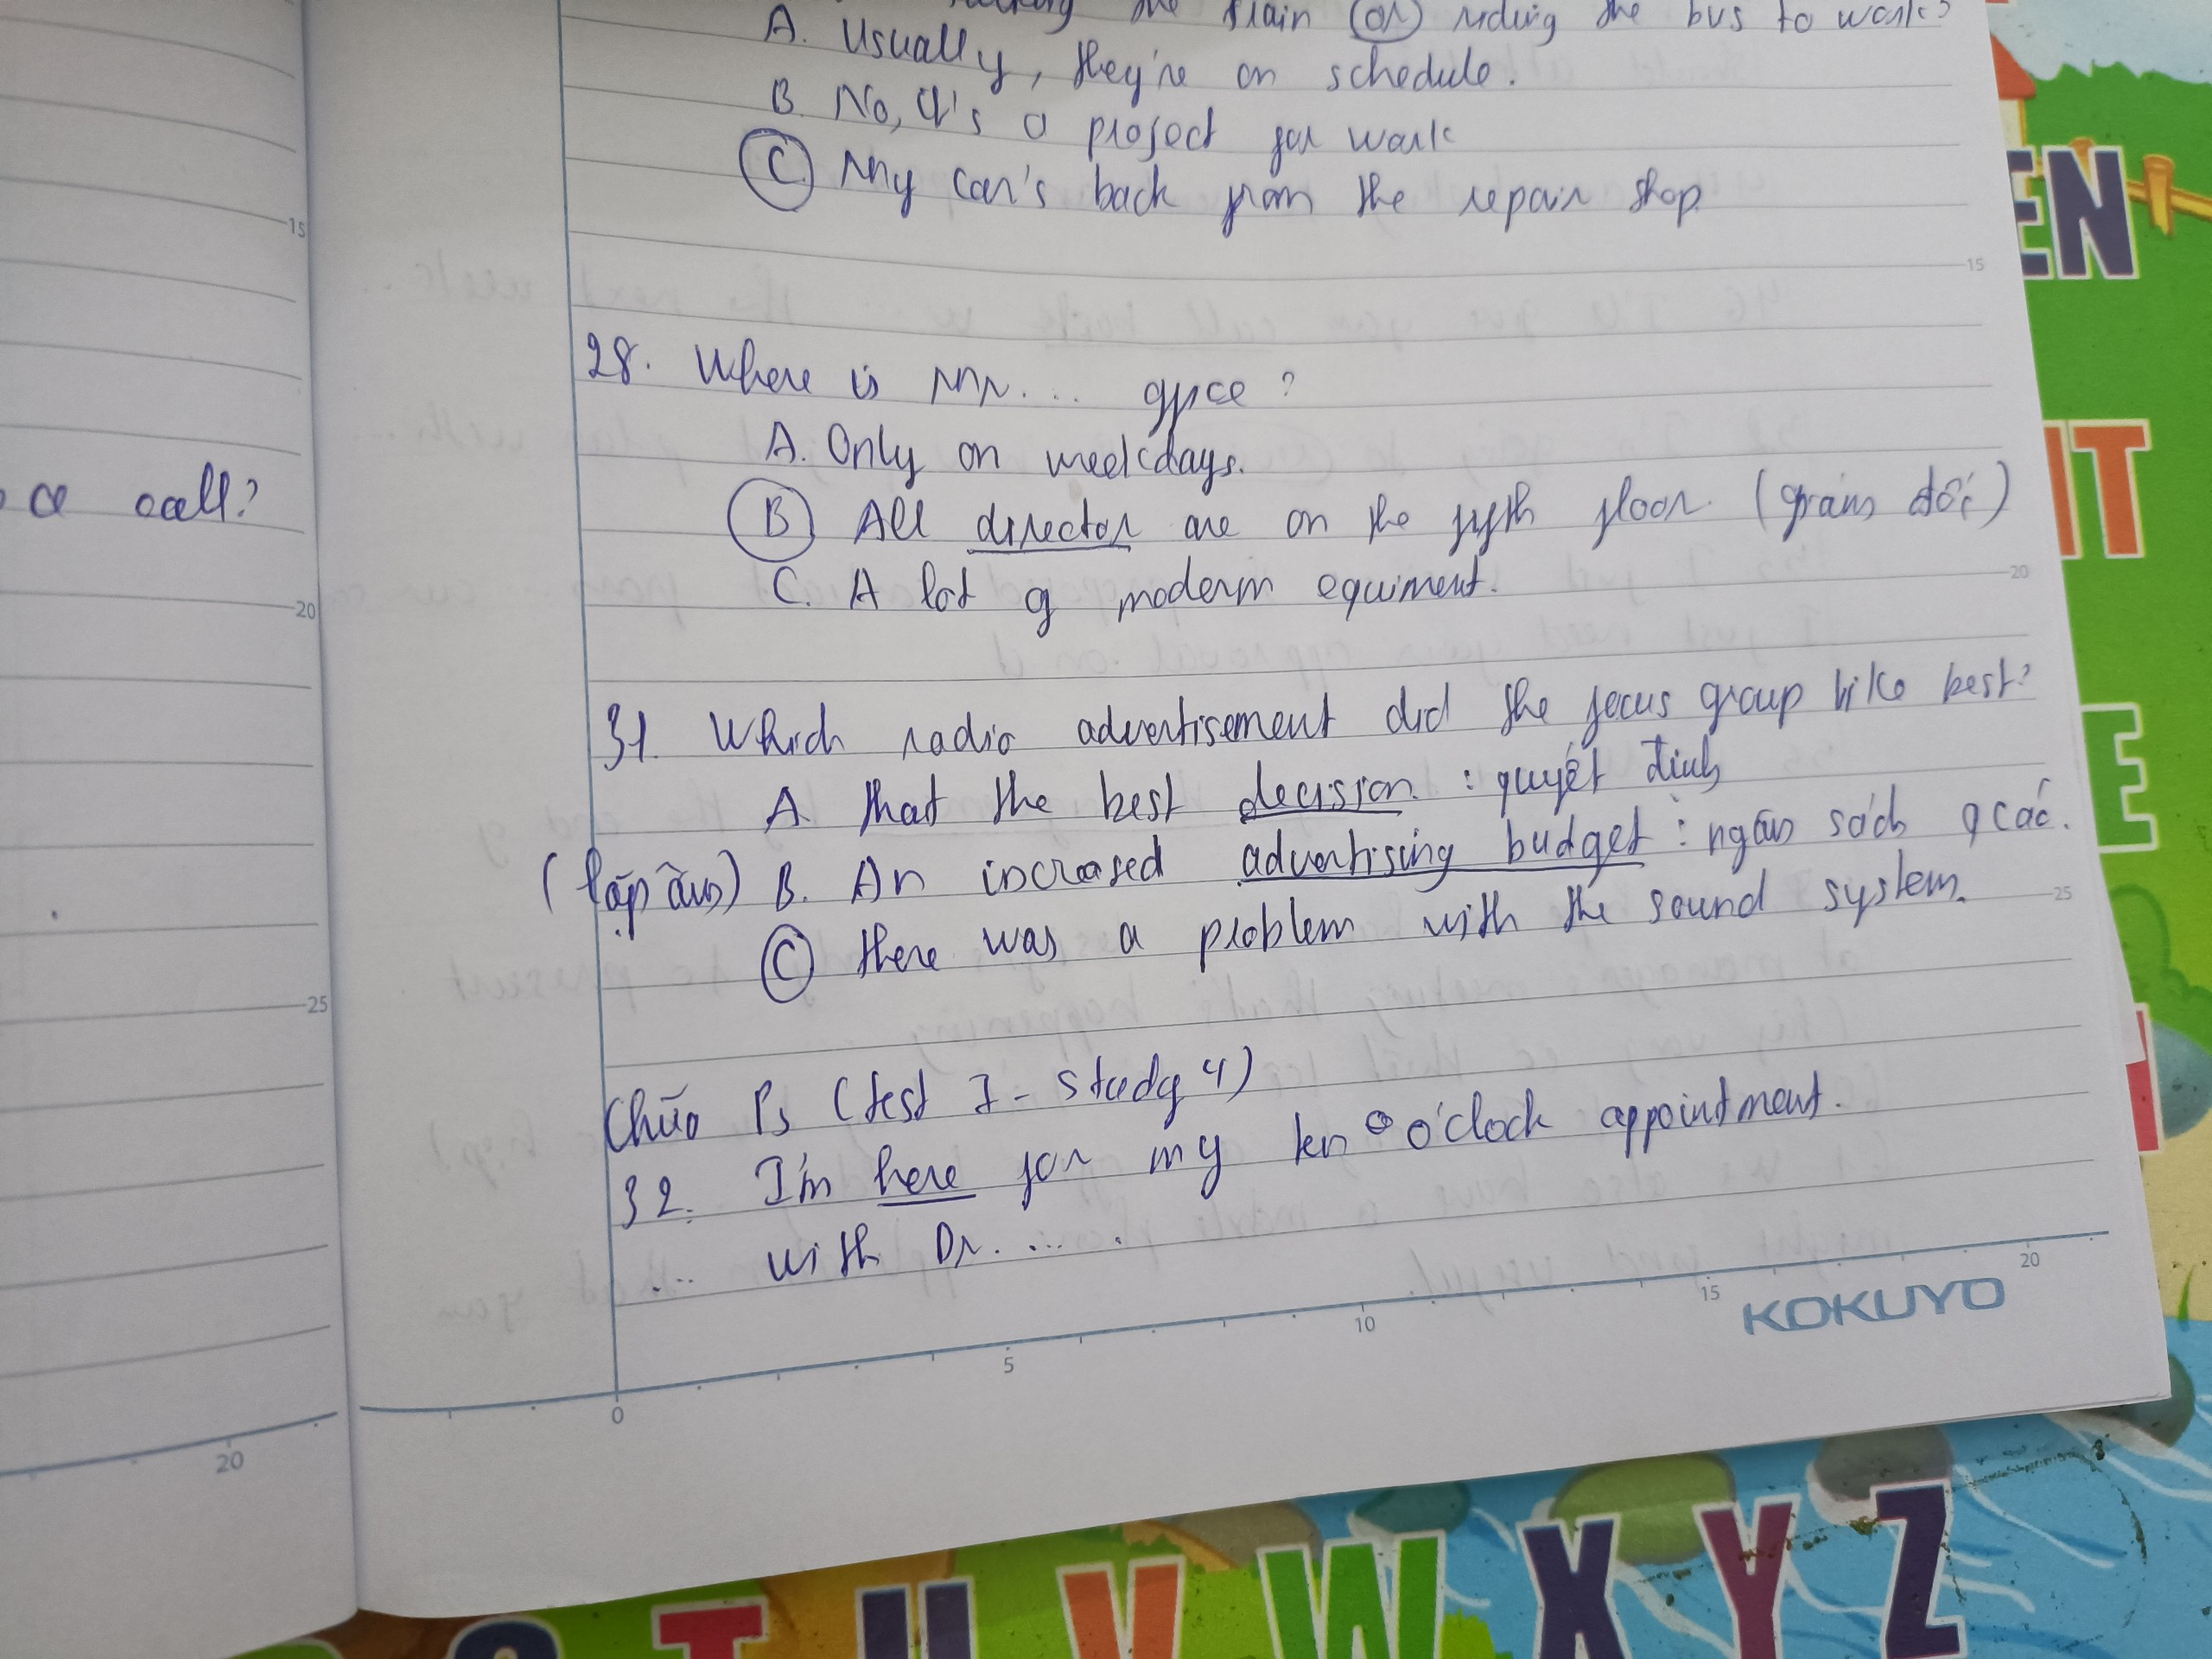 the train or riding the bus to work?
A. Usually, they're on schedule.
B. No, it's a project for work
C. My car's back from the repair shop.
15
15
28. Where is Mr.... office?
A. Only on weekdays.
a call?
B All director are on the fifth floor. (giám đốc)
C. A lot of moderm equiment.
20
20
31. Which radio advertisement did the focus group like best?
A. that the best decision. : quyết định
(lặp âm) B. An increased advertising budget : ngân sách qcáo.
C there was a problem with the sound system.
25
25
Chữa P3 (test 1 - study 4)
32. I'm here for my ten o'clock appointment.
... with Dr. .... .
0 5 10 15 20
KOKUYO
20
EN
IT
E
T U V W X Y Z